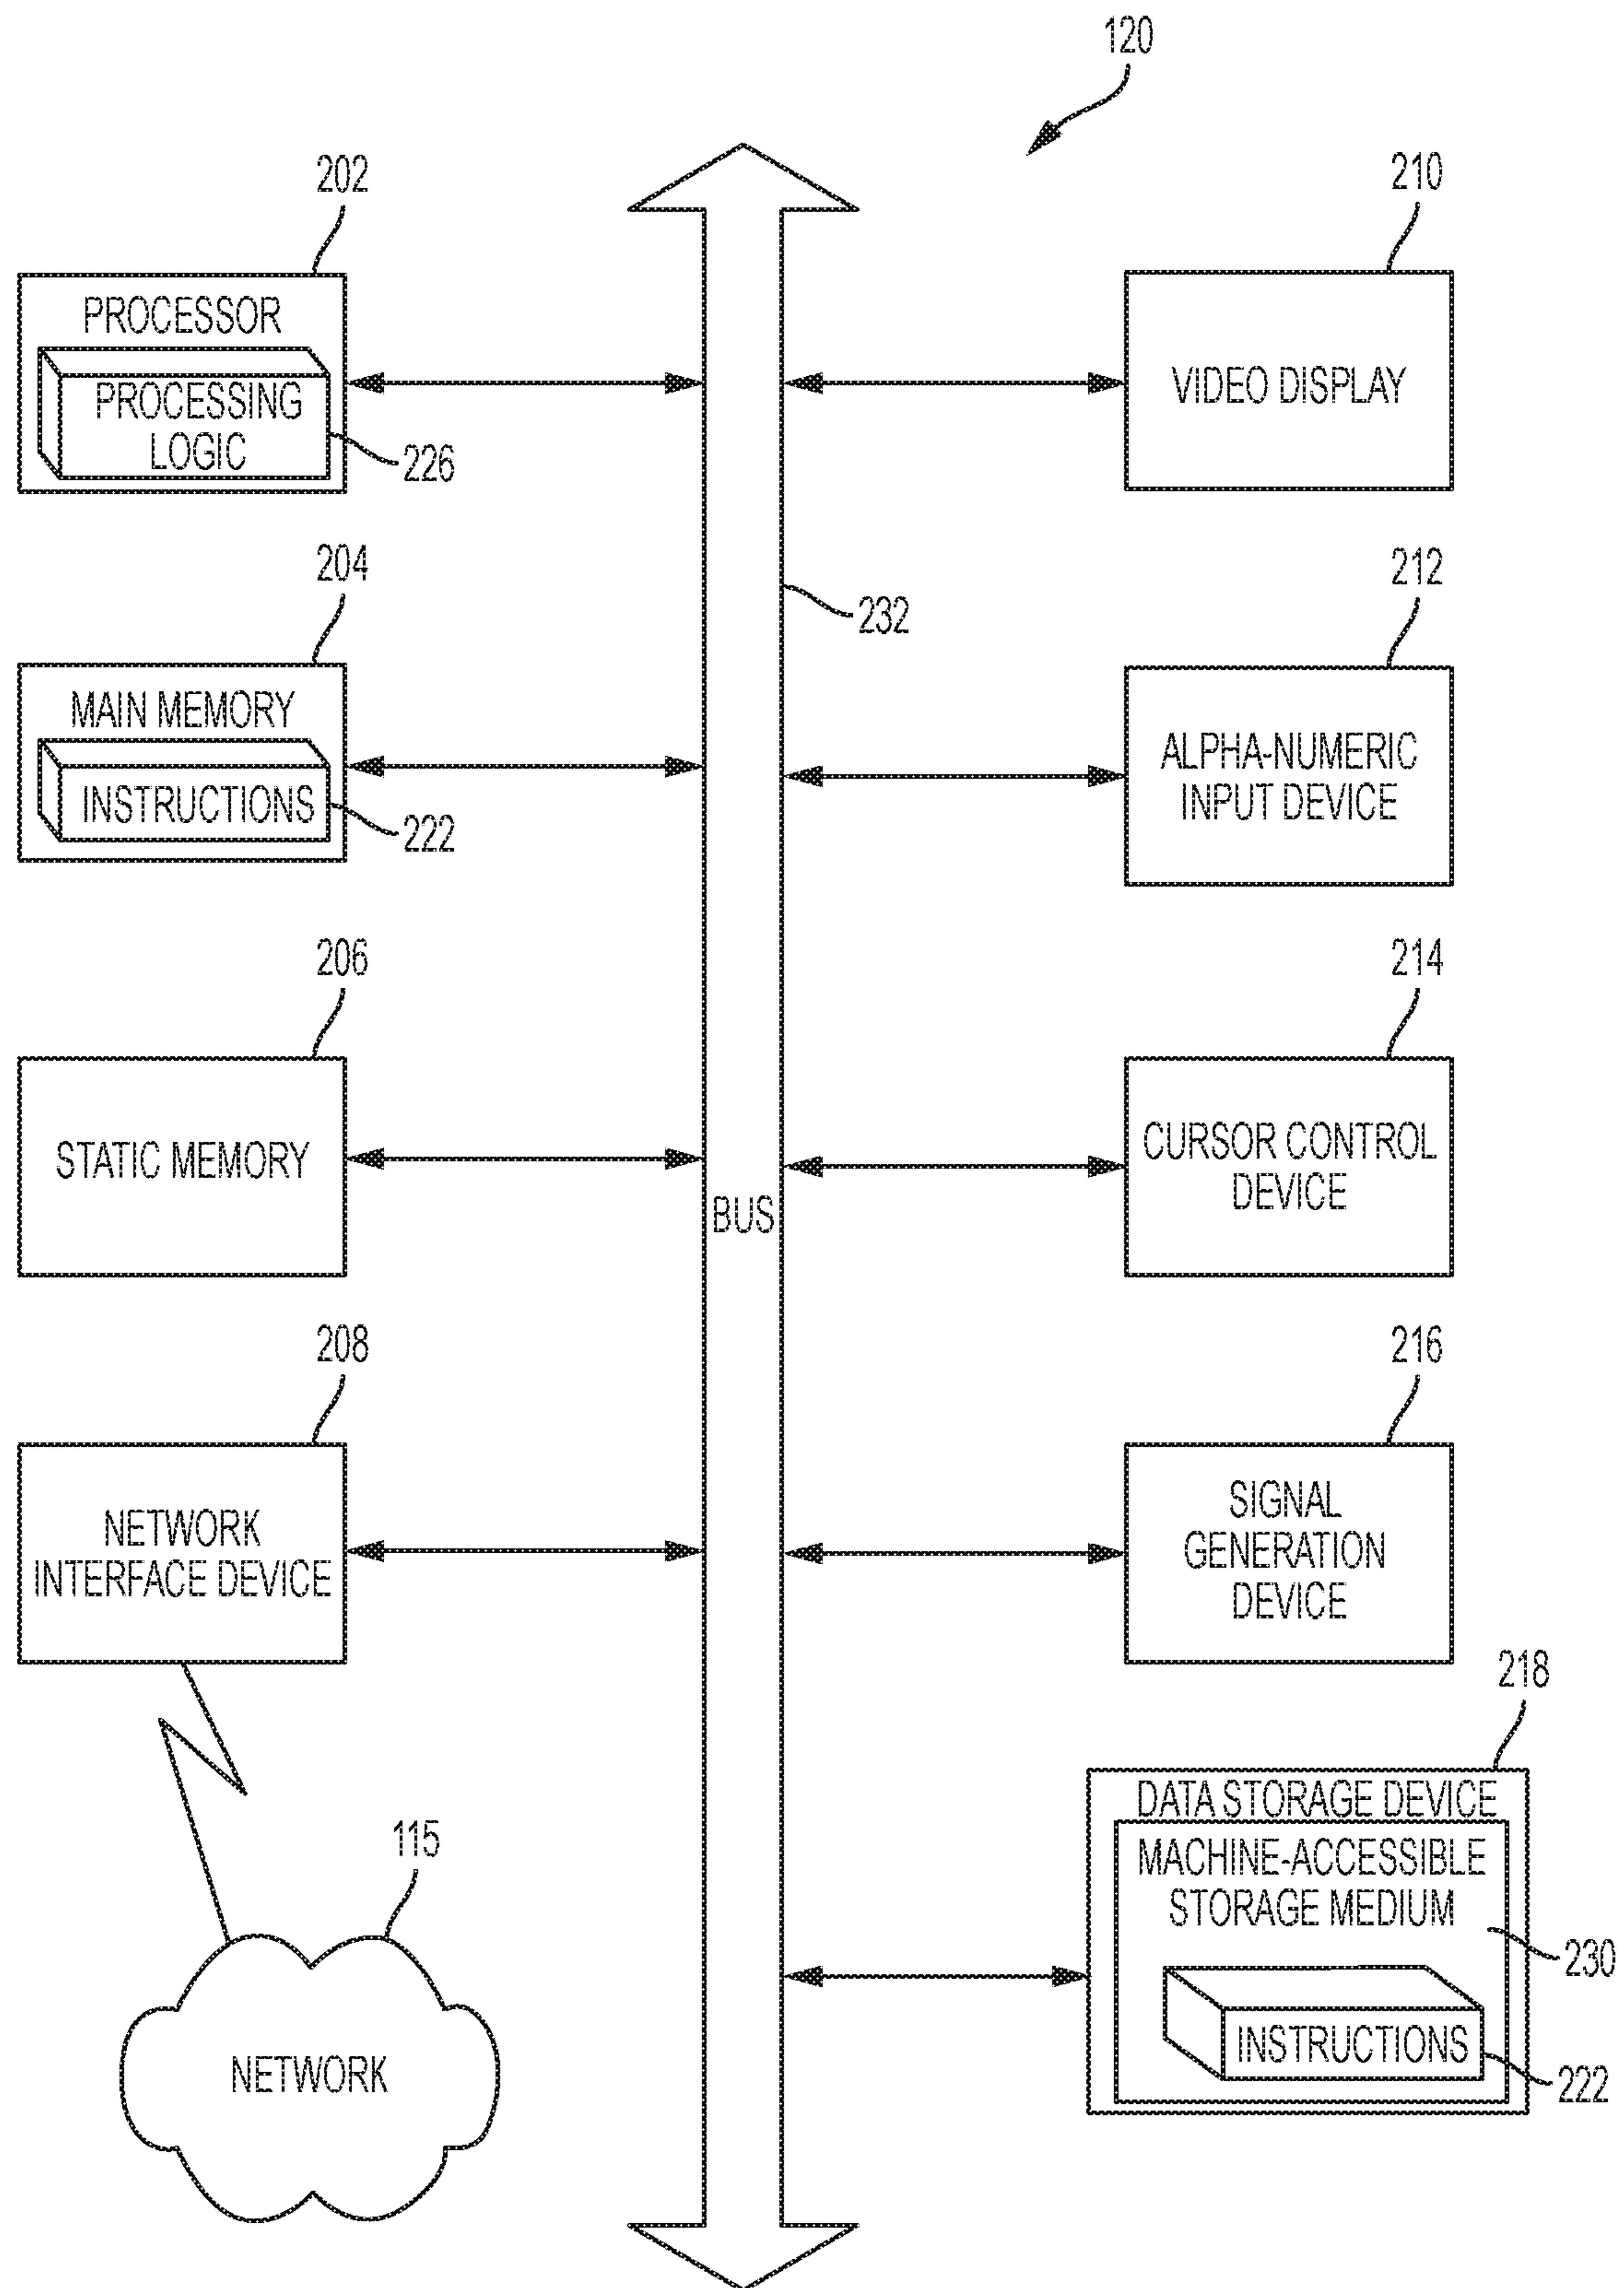 120
202
PROCESSOR
PROCESSING
LOGIC
226
210
VIDEO DISPLAY
204
MAIN MEMORY
INSTRUCTIONS
222
232
212
ALPHA-NUMERIC
INPUT DEVICE
206
STATIC MEMORY
BUS
214
CURSOR CONTROL
DEVICE
208
NETWORK
INTERFACE DEVICE
216
SIGNAL
GENERATION
DEVICE
115
NETWORK
218
DATA STORAGE DEVICE
MACHINE-ACCESSIBLE
STORAGE MEDIUM
230
INSTRUCTIONS
222